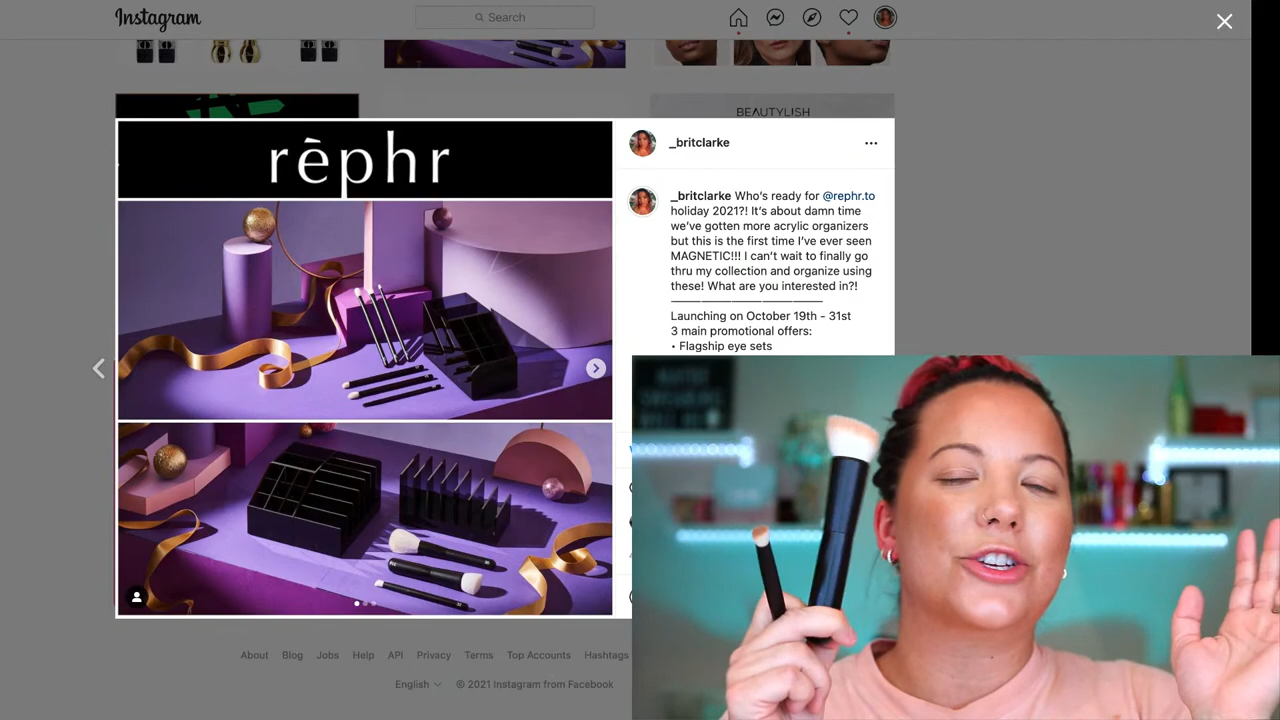 Instagram
Search
BEAUTYLISH
rēphr
_britclarke
_britclarke Who's ready for @rephr.to
holiday 2021?! It's about damn time
we've gotten more acrylic organizers
but this is the first time I've ever seen
MAGNETIC!!! I can't wait to finally go
thru my collection and organize using
these! What are you interested in?!
Launching on October 19th - 31st
3 main promotional offers:
• Flagship eye sets
About Blog Jobs Help API Privacy Terms Top Accounts Hashtags
English © 2021 Instagram from Facebook